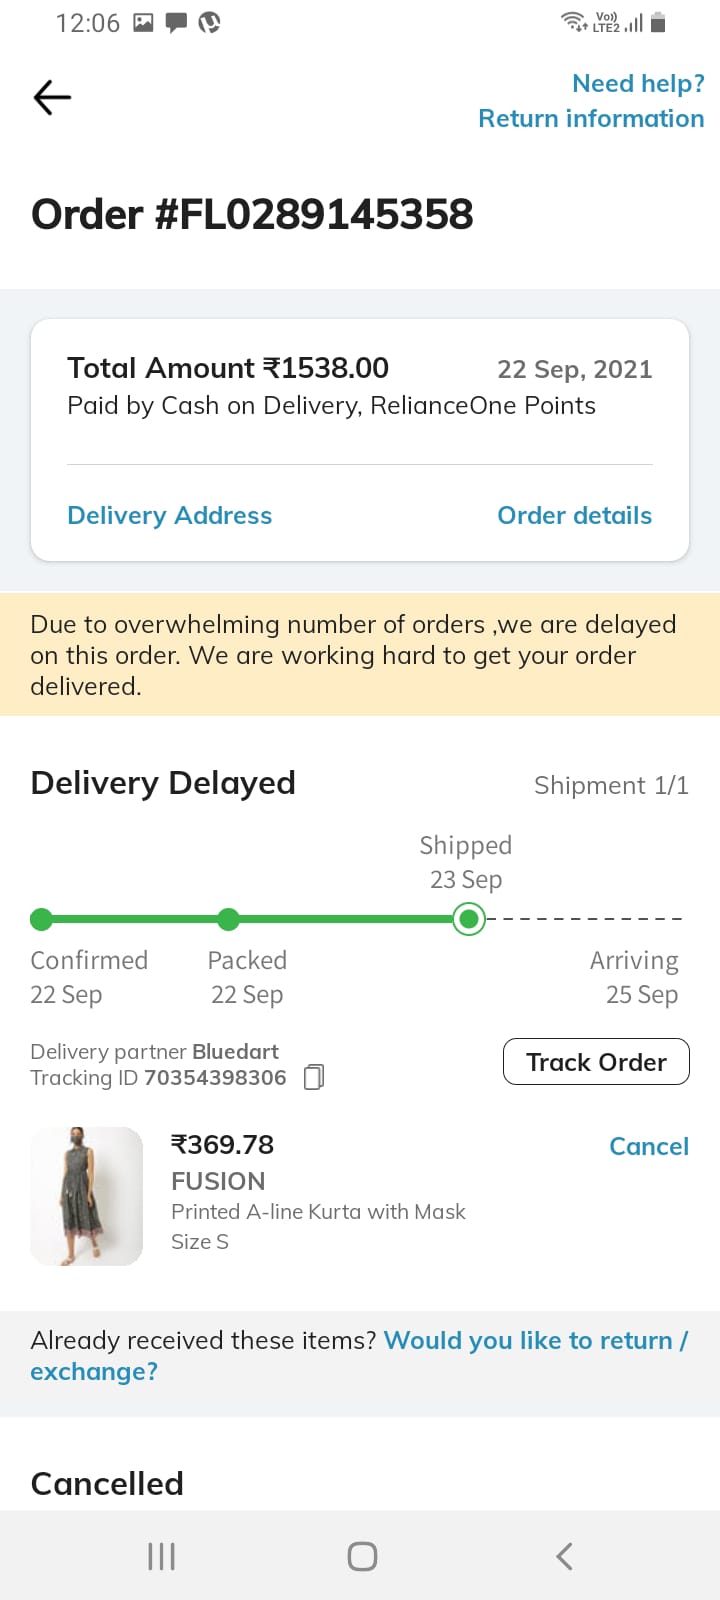 12:06
Vo))
LTE2
Need help?
Return information
Order #FL0289145358
Total Amount ₹1538.00
22 Sep, 2021
Paid by Cash on Delivery, RelianceOne Points
Delivery Address
Order details
Due to overwhelming number of orders ,we are delayed
on this order. We are working hard to get your order
delivered.
Delivery Delayed
Shipment 1/1
Shipped
23 Sep
Confirmed
22 Sep
Packed
22 Sep
Arriving
25 Sep
Delivery partner Bluedart
Tracking ID 70354398306
Track Order
₹369.78
Cancel
FUSION
Printed A-line Kurta with Mask
Size S
Already received these items? Would you like to return /
exchange?
Cancelled